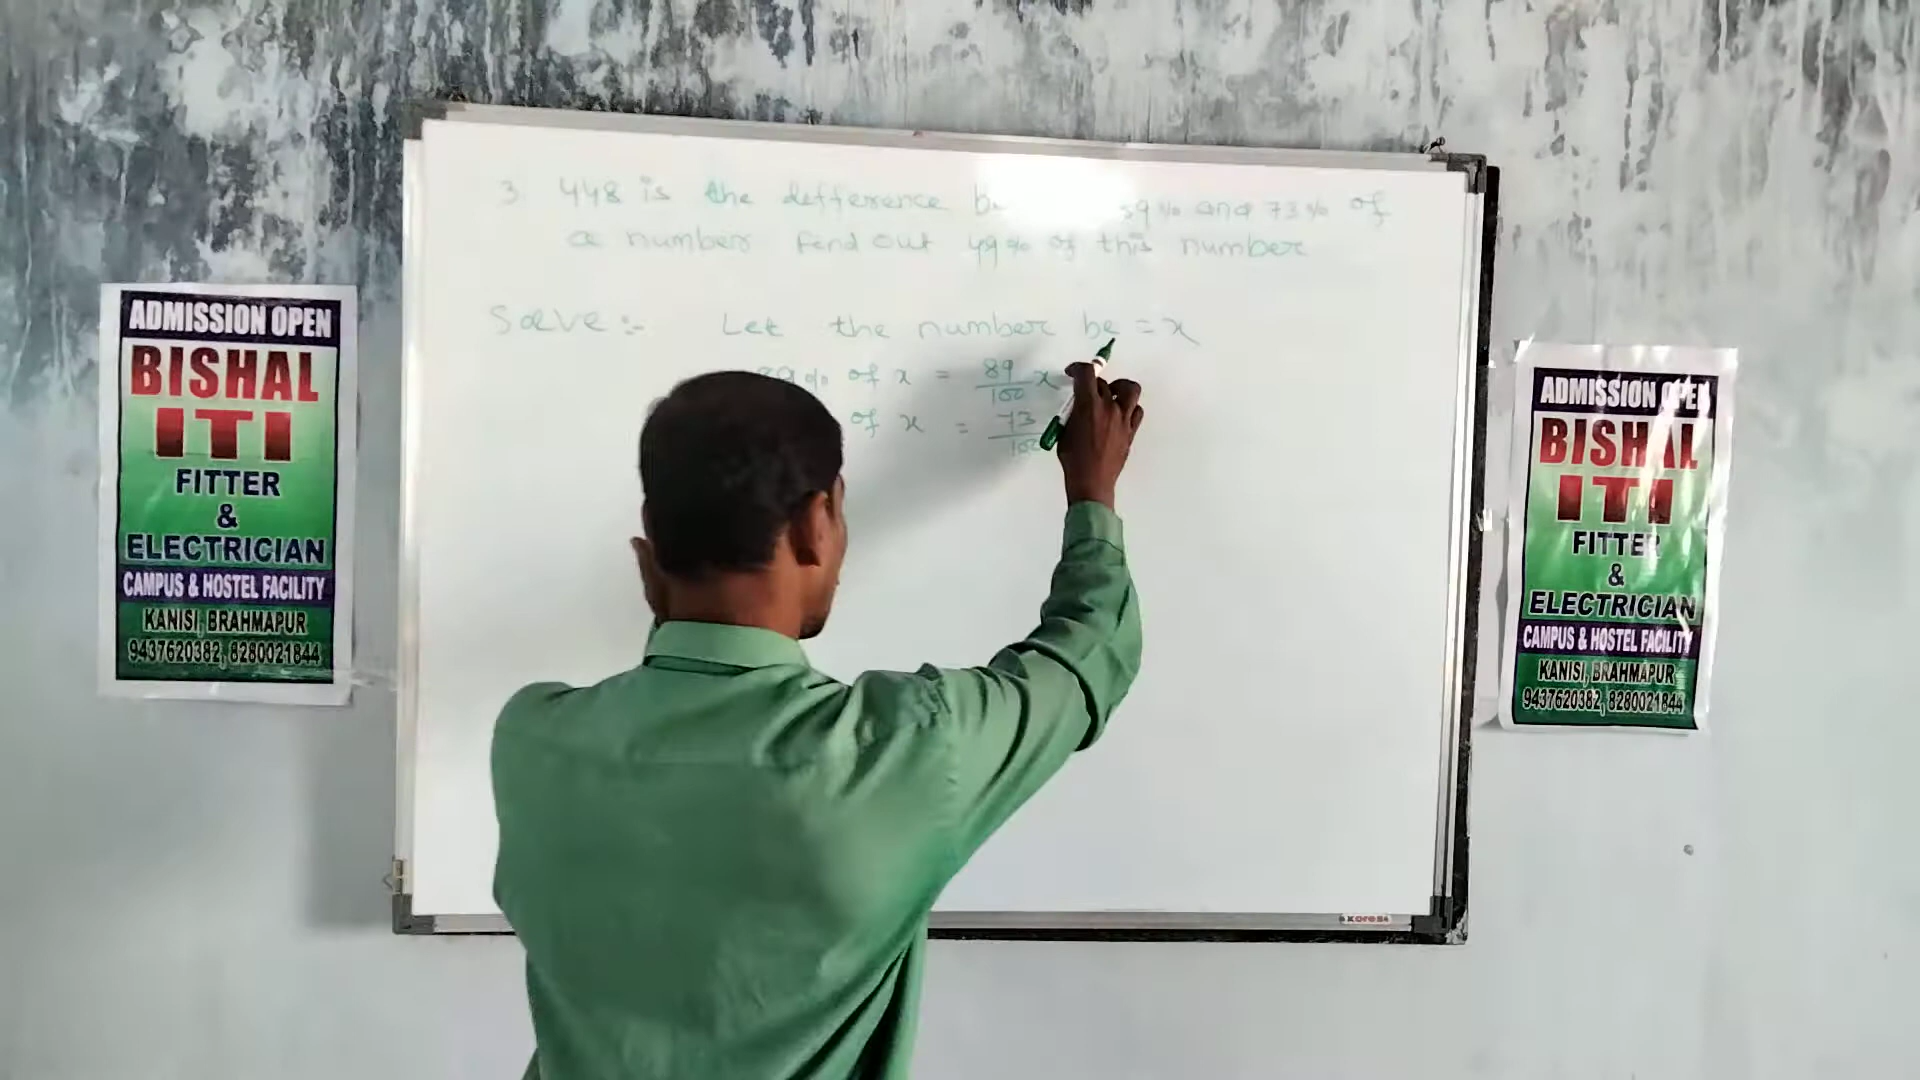 3. 448 is the defference 89% and 73% of
a number find out 49% of this number
Solve :- Let the number be = x
89% of x = 89/100 x
of x = 73/100
ADMISSION OPEN
BISHAL
ITI
FITTER
&
ELECTRICIAN
CAMPUS & HOSTEL FACILITY
KANISI, BRAHMAPUR
9437620382, 8280021844
ADMISSION OPEN
BISHAL
ITI
FITTER
&
ELECTRICIAN
CAMPUS & HOSTEL FACILITY
KANISI, BRAHMAPUR
9437620382, 8280021844
Kores